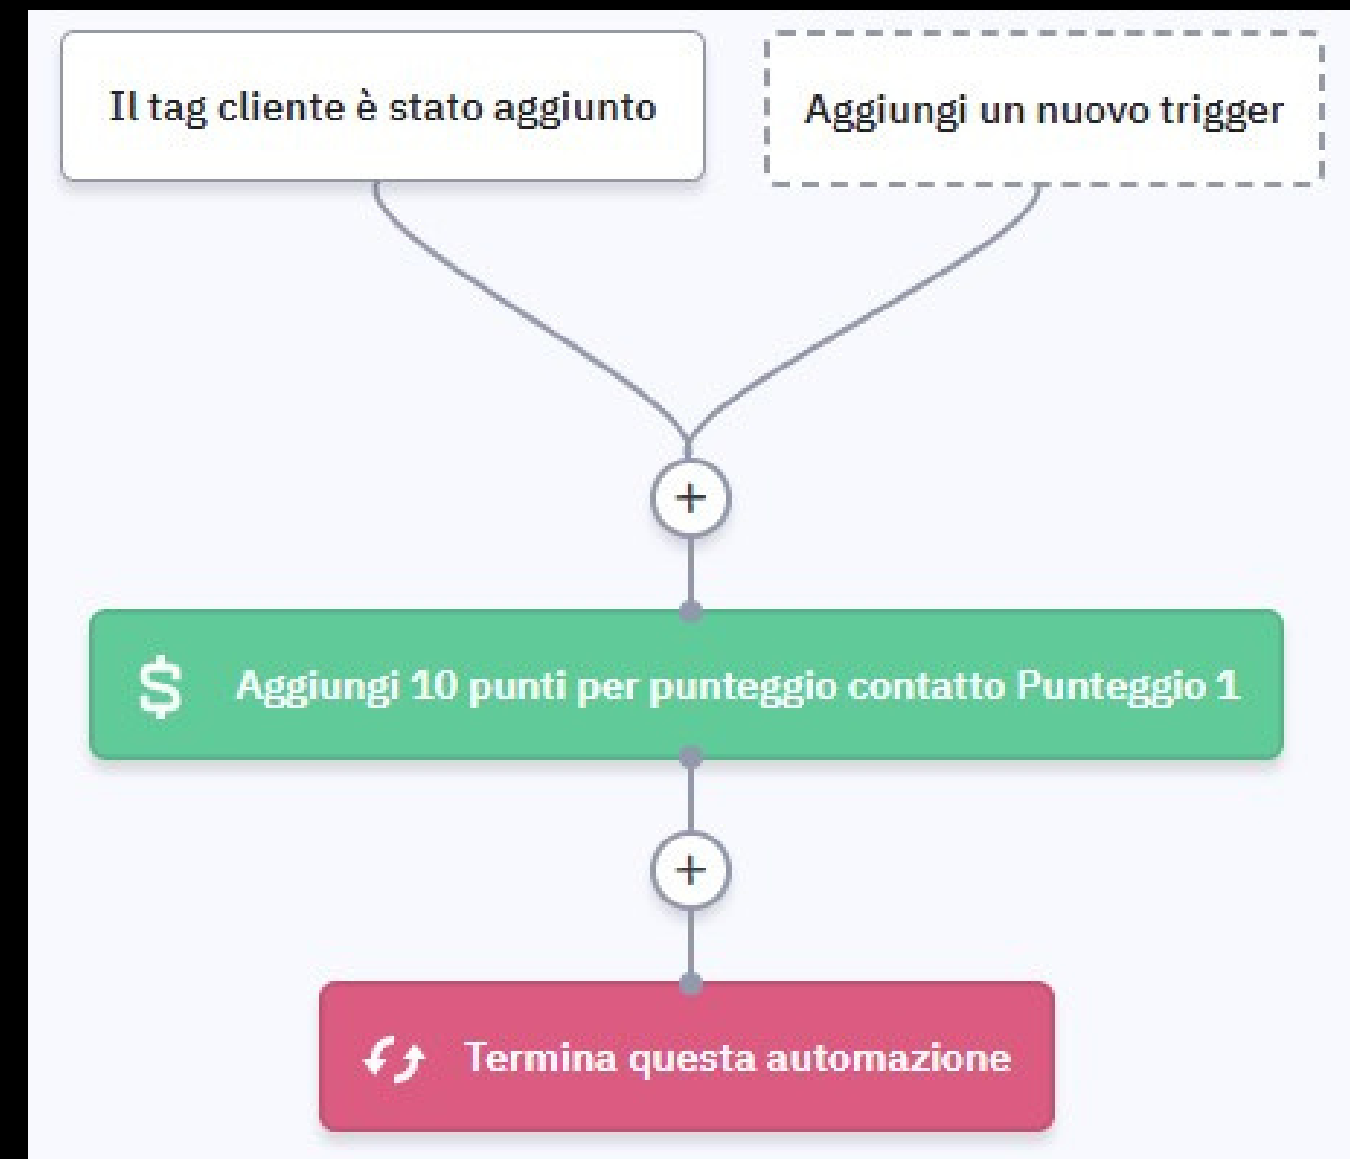 Il tag cliente è stato aggiunto
Aggiungi un nuovo trigger
+
$ Aggiungi 10 punti per punteggio contatto Punteggio 1
+
Termina questa automazione